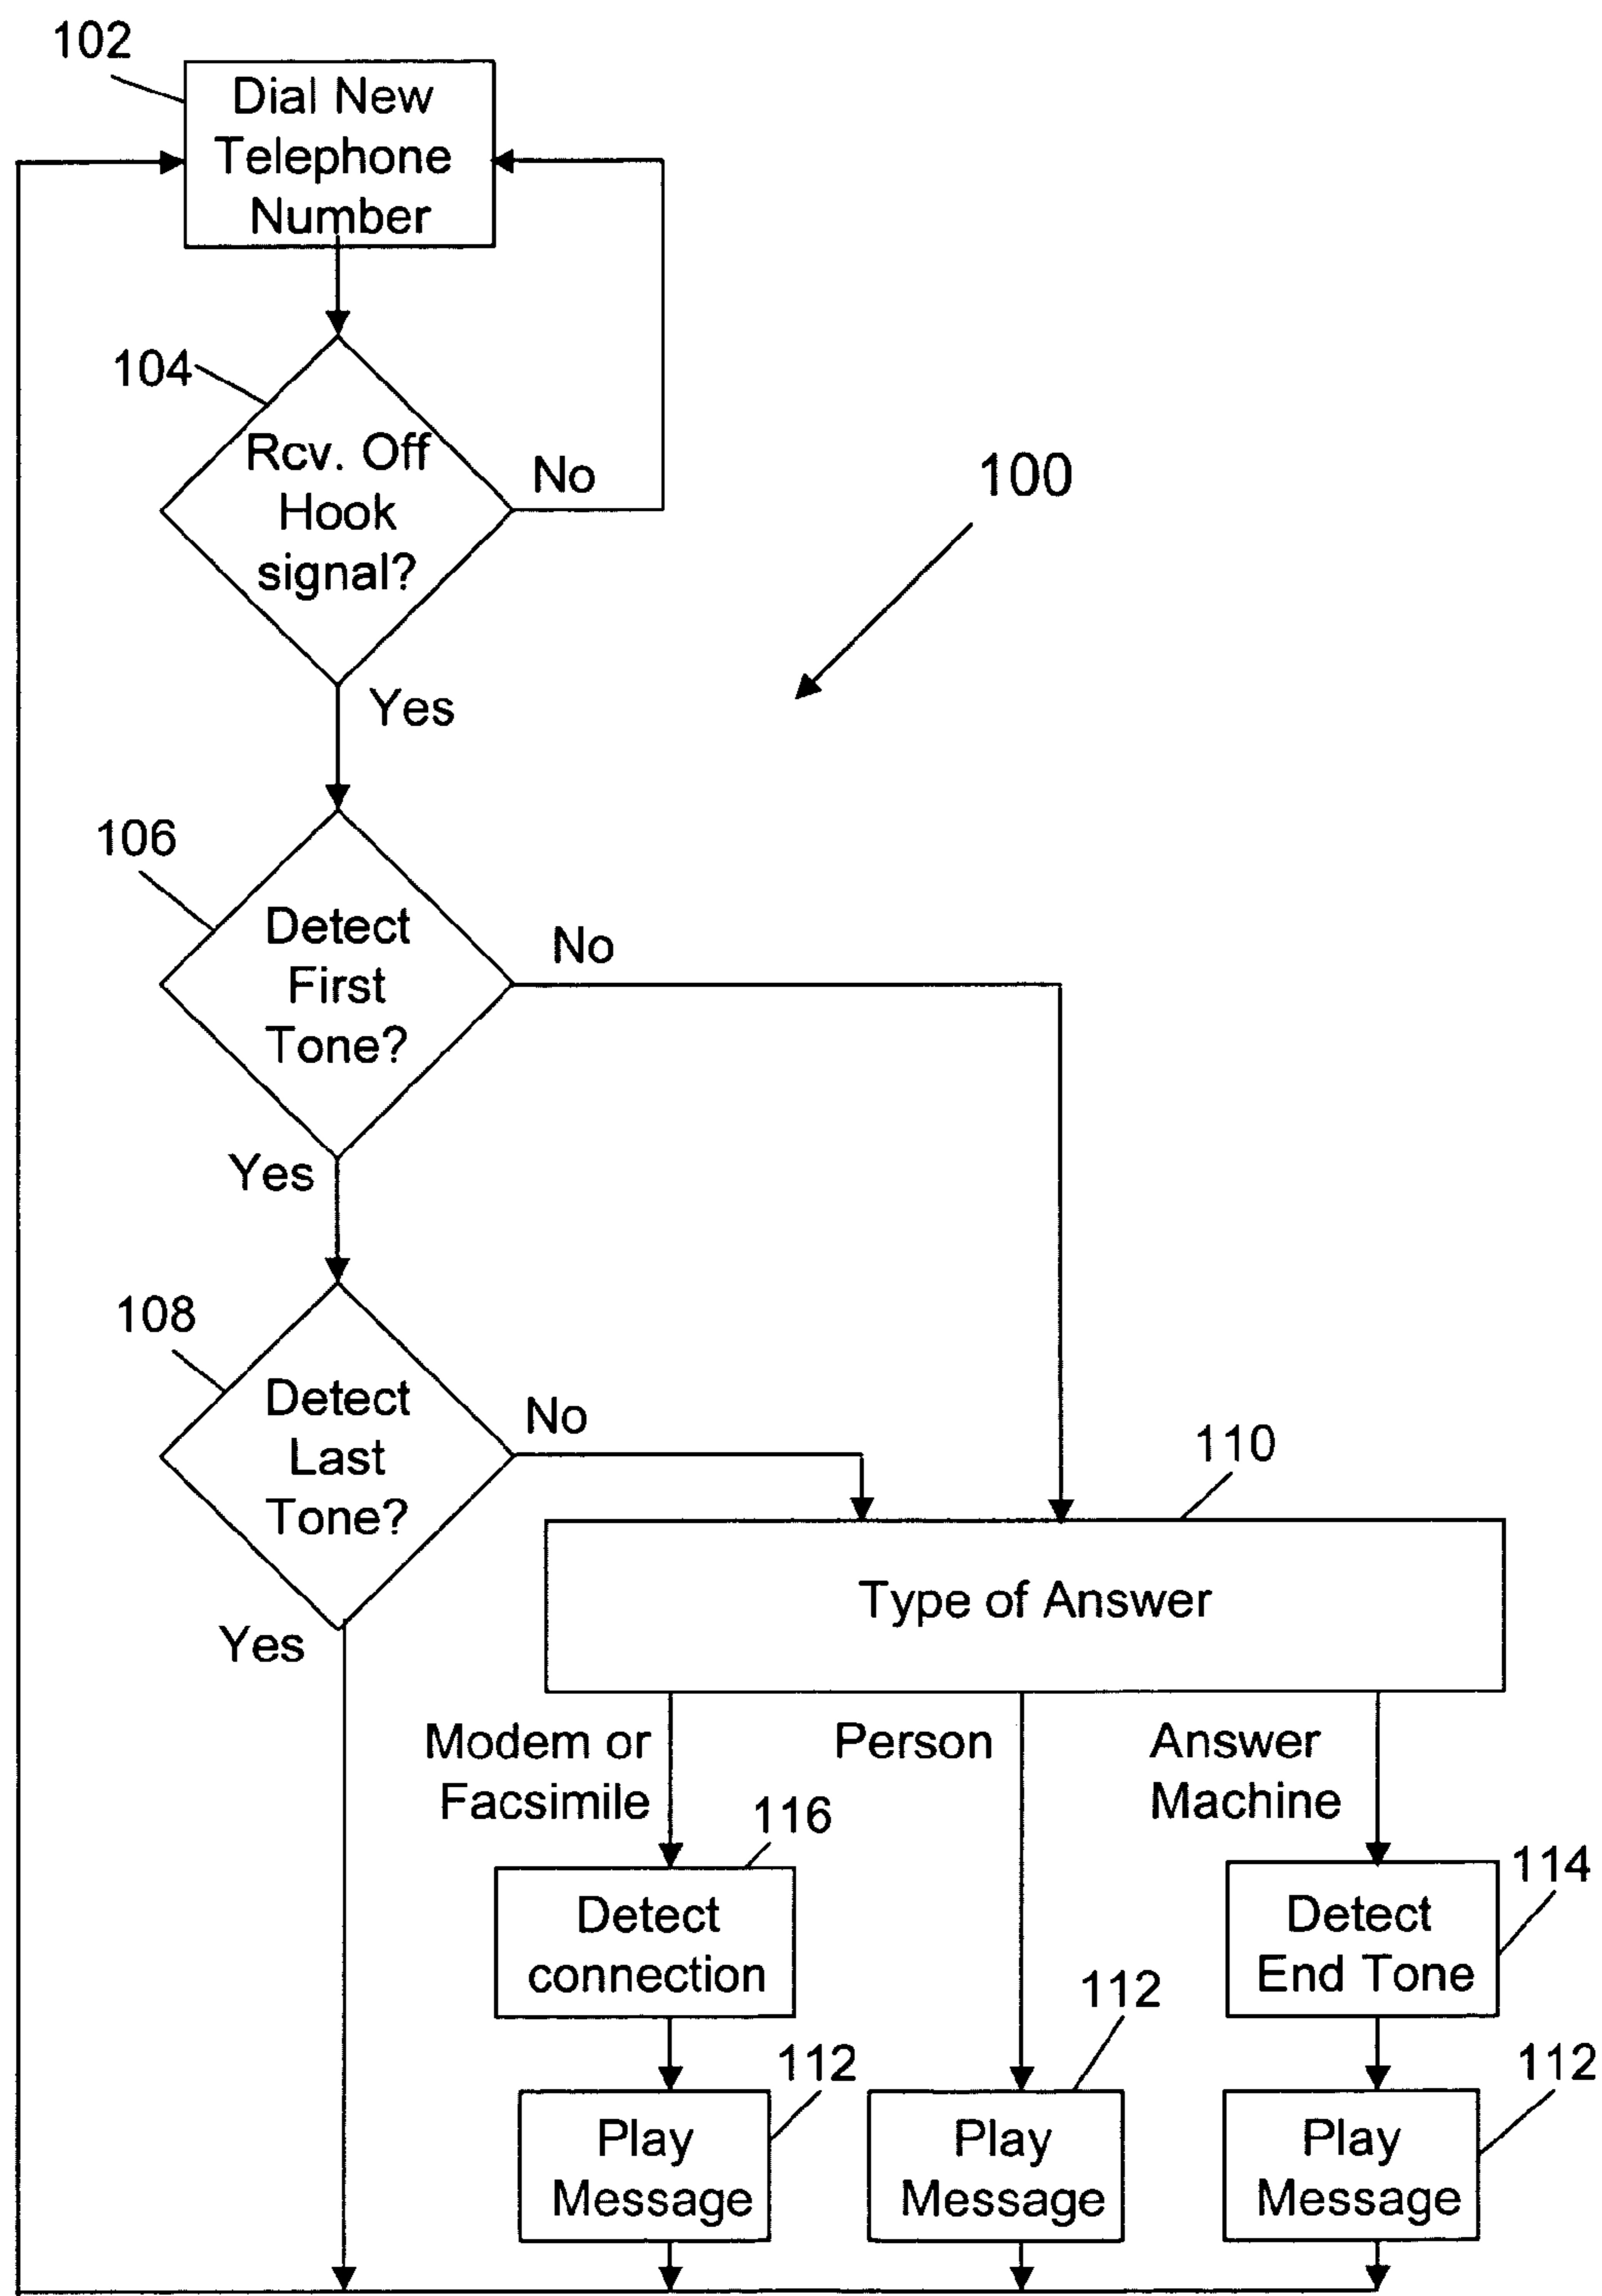 102
Dial New
Telephone
Number
104
Rcv. Off
Hook
signal?
No
100
Yes
106
Detect
First
Tone?
No
Yes
108
Detect
Last
Tone?
No
110
Type of Answer
Yes
Modem or
Facsimile
Person
Answer
Machine
116
114
Detect
connection
Detect
End Tone
112
112
112
Play
Message
Play
Message
Play
Message